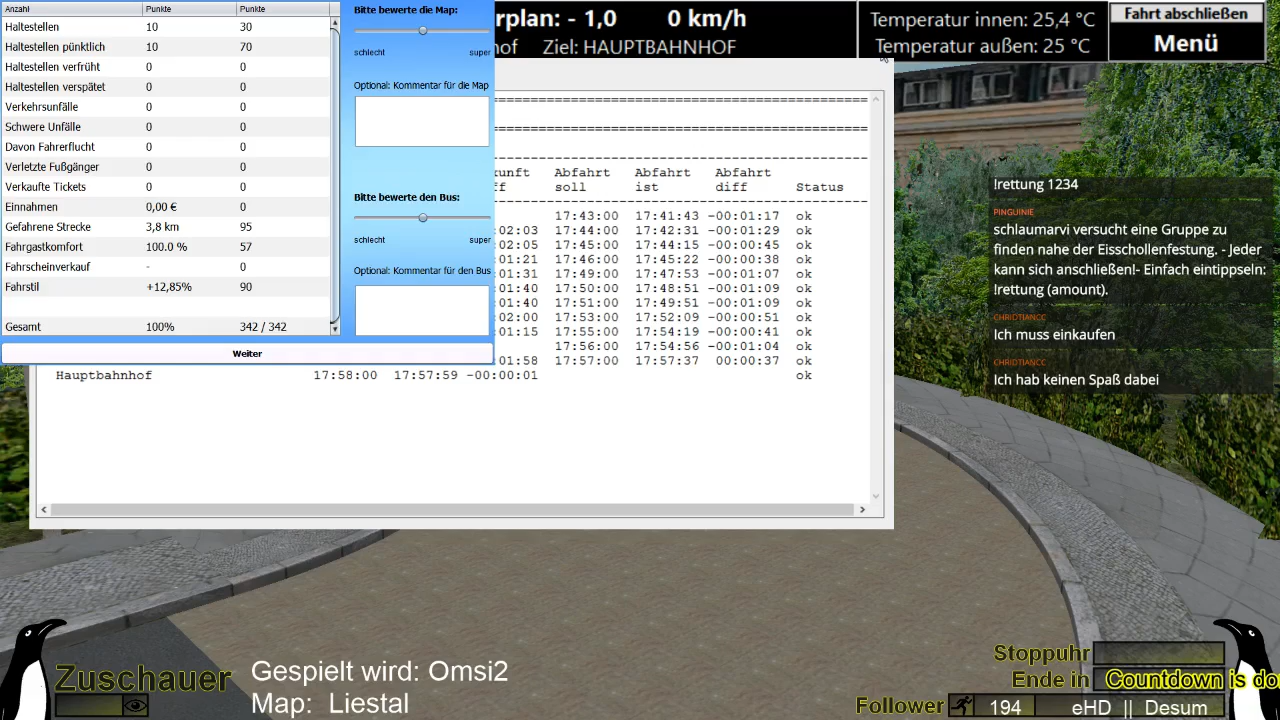 Anzahl Punkte Punkte
Haltestellen 10 30
Haltestellen pünktlich 10 70
Haltestellen verfrüht 0 0
Haltestellen verspätet 0 0
Verkehrsunfälle 0 0
Schwere Unfälle 0 0
Davon Fahrerflucht 0 0
Verletzte Fußgänger 0 0
Verkaufte Tickets 0 0
Einnahmen 0,00 € 0
Gefahrene Strecke 3,8 km 95
Fahrgastkomfort 100.0 % 57
Fahrscheinverkauf - 0
Fahrstil +12,85% 90
Gesamt 100% 342 / 342
Weiter
Bitte bewerte die Map:
schlecht super
Optional: Kommentar für die Map
Bitte bewerte den Bus:
schlecht super
Optional: Kommentar für den Bus
rplan: - 1,0 0 km/h
hof Ziel: HAUPTBAHNHOF
Temperatur innen: 25,4 °C
Temperatur außen: 25 °C
Fahrt abschließen
Menü
================================================
================================================
------------------------------------------------
unft Abfahrt Abfahrt Abfahrt
ff soll ist diff Status
------------------------------------------------
17:43:00 17:41:43 -00:01:17 ok
:02:03 17:44:00 17:42:31 -00:01:29 ok
:02:05 17:45:00 17:44:15 -00:00:45 ok
:01:21 17:46:00 17:45:22 -00:00:38 ok
:01:31 17:49:00 17:47:53 -00:01:07 ok
:01:40 17:50:00 17:48:51 -00:01:09 ok
:01:40 17:51:00 17:49:51 -00:01:09 ok
17:53:00 17:52:09 -00:00:51 ok
01:15 17:55:00 17:54:19 -00:00:41 ok
17:56:00 17:54:56 -00:01:04 ok
01:58 17:57:00 17:57:37 00:00:37 ok
Hauptbahnhof 17:58:00 17:57:59 -00:00:01 ok
!rettung 1234
PINGUINIE
schlaumarvi versucht eine Gruppe zu
finden nahe der Eisschollenfestung. - Jeder
kann sich anschließen!- Einfach eintippseln:
!rettung (amount).
CHRIDTIANCC
Ich muss einkaufen
CHRIDTIANCC
Ich hab keinen Spaß dabei
Zuschauer
Gespielt wird: Omsi2
Map: Liestal
Stoppuhr
Ende in Countdown is do
Follower 194 eHD || Desum